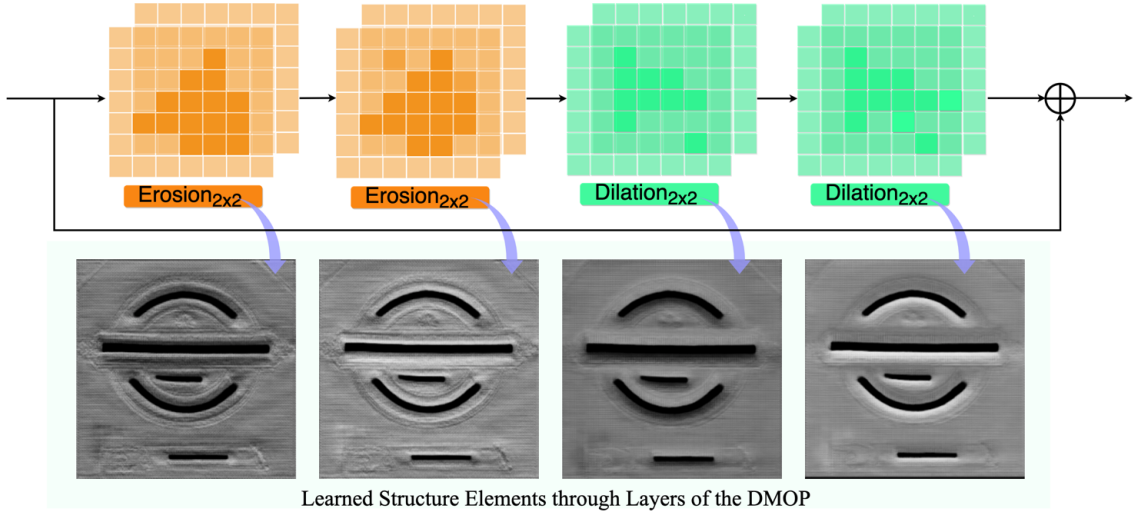 Erosion2x2
Erosion2x2
Dilation2x2
Dilation2x2
Learned Structure Elements through Layers of the DMOP